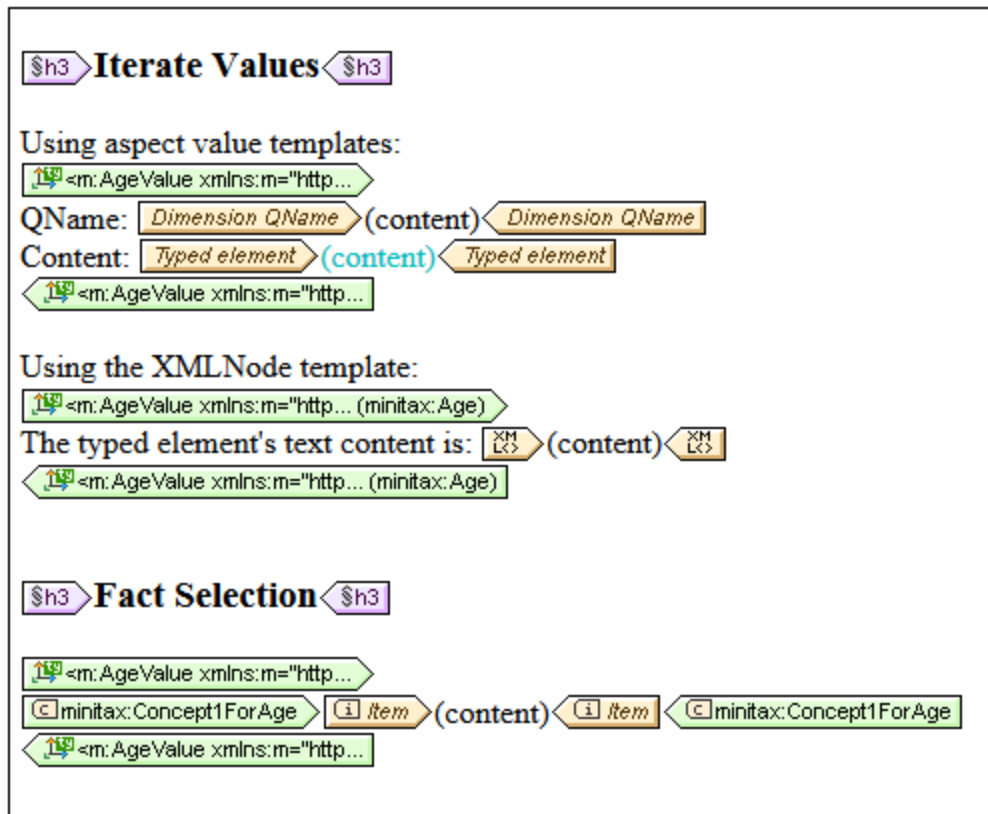 §h3 Iterate Values §h3
Using aspect value templates:
<m:AgeValue xmlns:m="http...
QName: Dimension QName (content) Dimension QName
Content: Typed element (content) Typed element
<m:AgeValue xmlns:m="http...
Using the XMLNode template:
<m:AgeValue xmlns:m="http... (minitax:Age)
The typed element's text content is: XML<> (content) XML<>
<m:AgeValue xmlns:m="http... (minitax:Age)
§h3 Fact Selection §h3
<m:AgeValue xmlns:m="http...
C minitax:Concept1ForAge i Item (content) i Item C minitax:Concept1ForAge
<m:AgeValue xmlns:m="http...